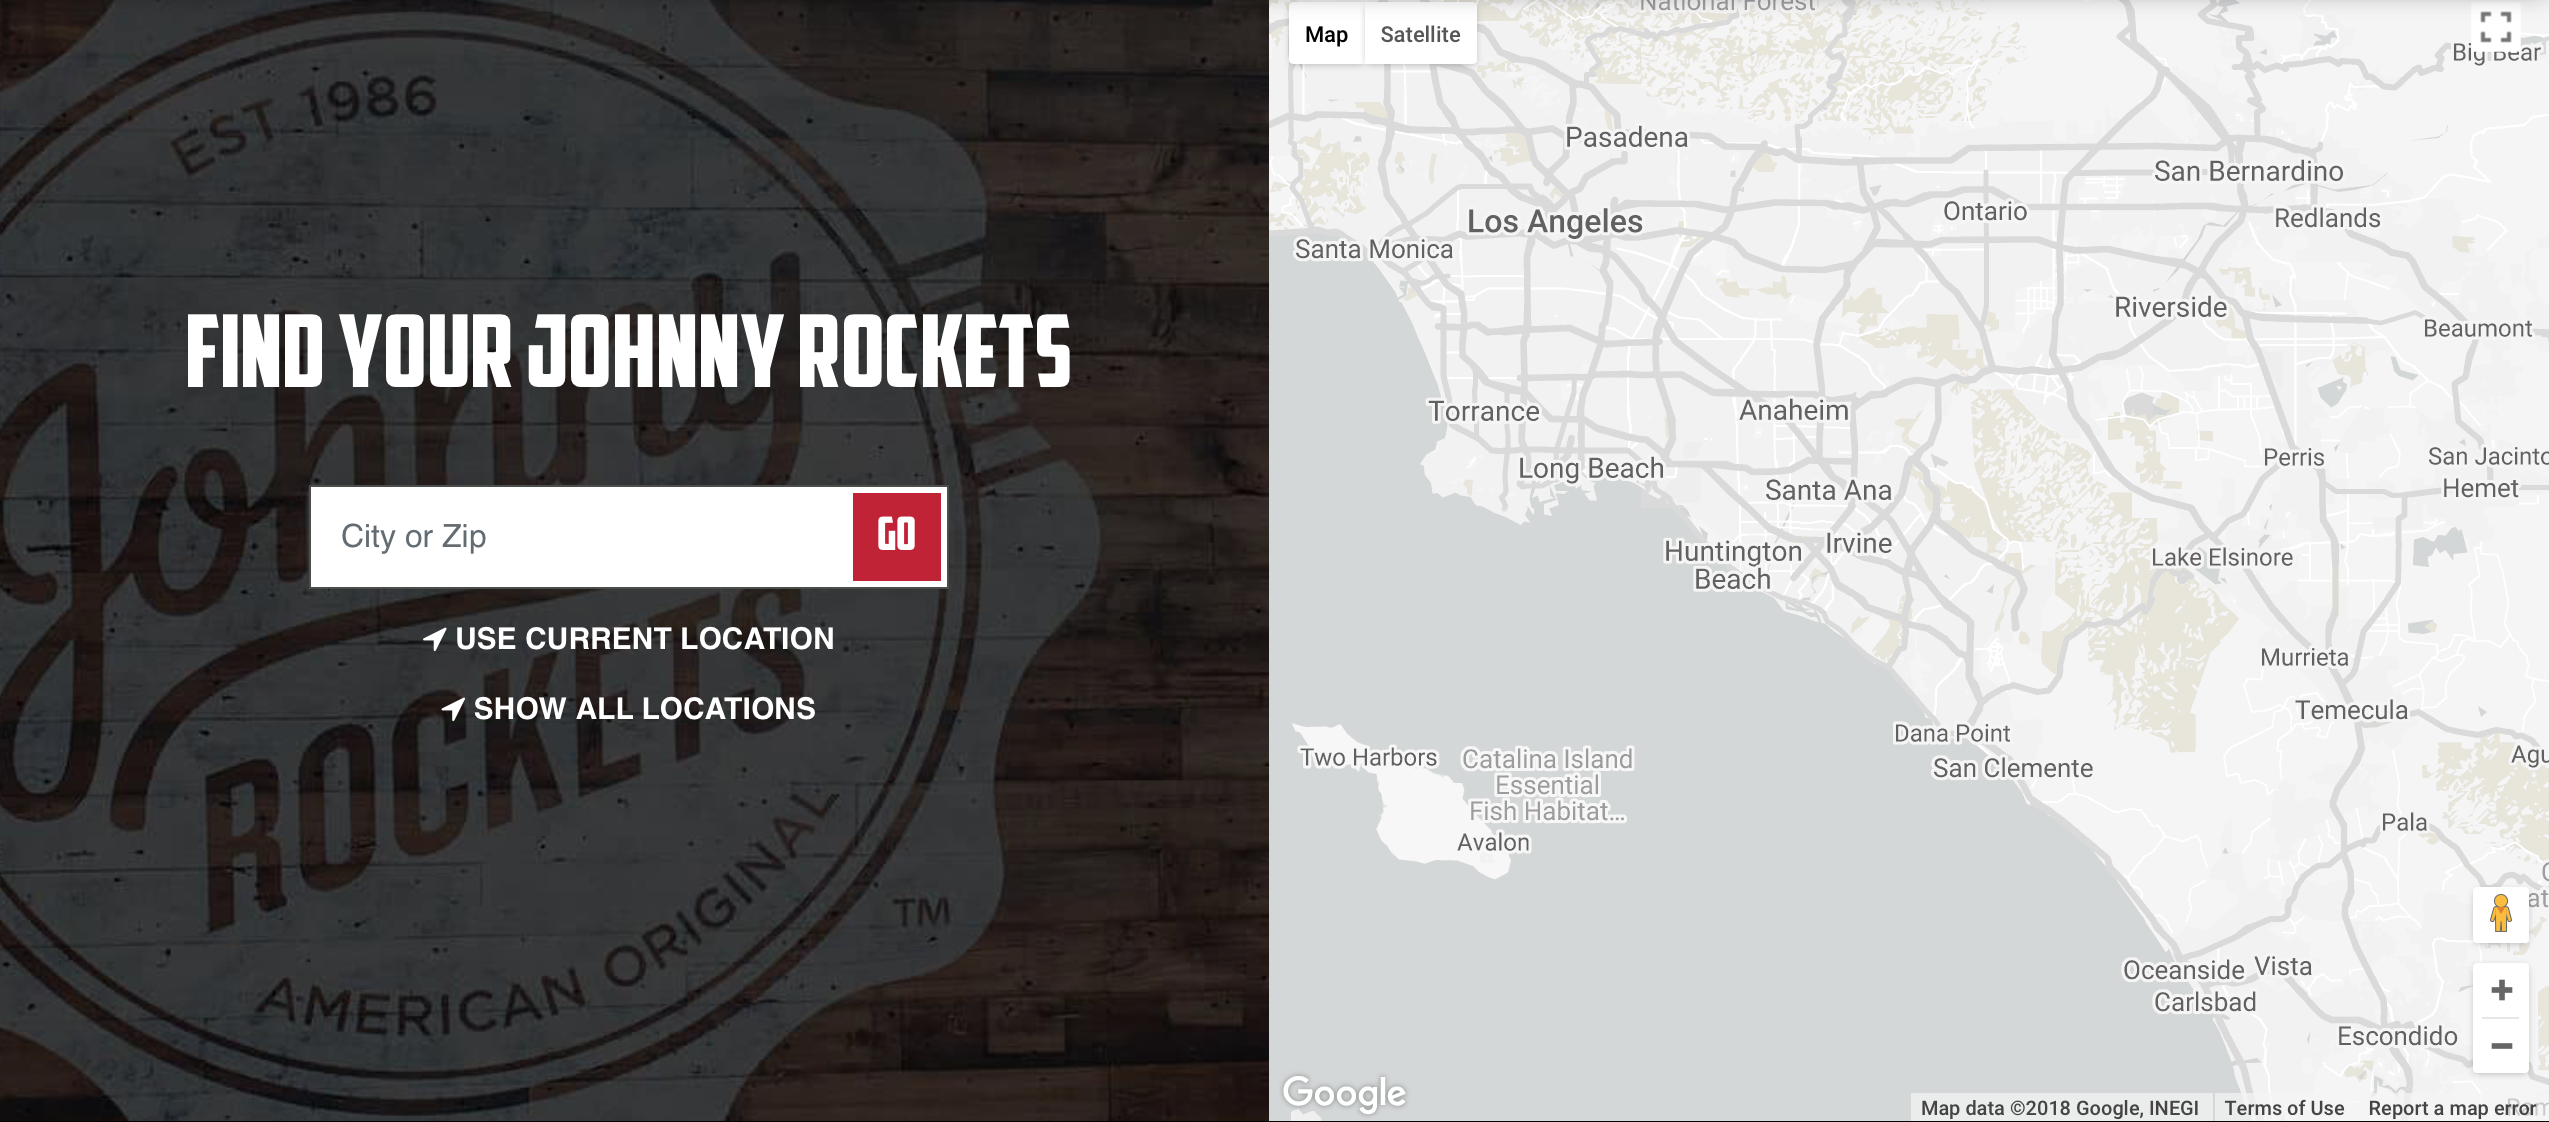 EST 1986
Johnny
ROCKETS
AMERICAN ORIGINAL
TM
FIND YOUR JOHNNY ROCKETS
City or Zip
GO
USE CURRENT LOCATION
SHOW ALL LOCATIONS
Map
Satellite
National Forest
Big Bear
Pasadena
San Bernardino
Los Angeles
Ontario
Redlands
Santa Monica
Riverside
Beaumont
Torrance
Anaheim
Long Beach
Perris
San Jacinto
Santa Ana
Hemet
Huntington
Beach
Irvine
Lake Elsinore
Murrieta
Temecula
Dana Point
San Clemente
Two Harbors
Catalina Island
Essential
Fish Habitat...
Avalon
Agu
Pala
at
Oceanside
Vista
Carlsbad
Escondido
Google
Map data ©2018 Google, INEGI
Terms of Use
Report a map error